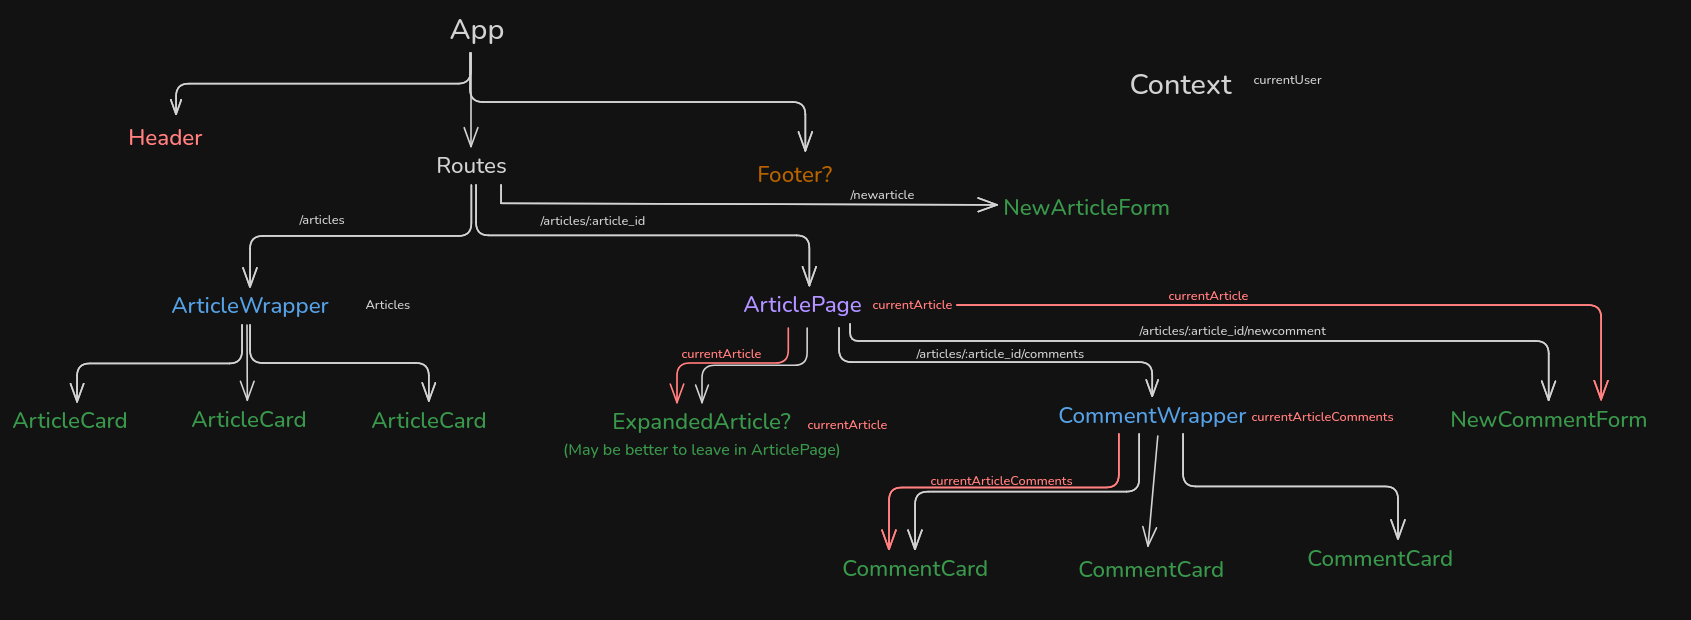 App
Context
currentUser
Header
Routes
Footer?
/newarticle
NewArticleForm
/articles
/articles/:article_id
ArticleWrapper
Articles
ArticlePage
currentArticle
currentArticle
/articles/:article_id/newcomment
currentArticle
/articles/:article_id/comments
ArticleCard
ArticleCard
ArticleCard
ExpandedArticle?
currentArticle
(May be better to leave in ArticlePage)
CommentWrapper
currentArticleComments
NewCommentForm
currentArticleComments
CommentCard
CommentCard
CommentCard